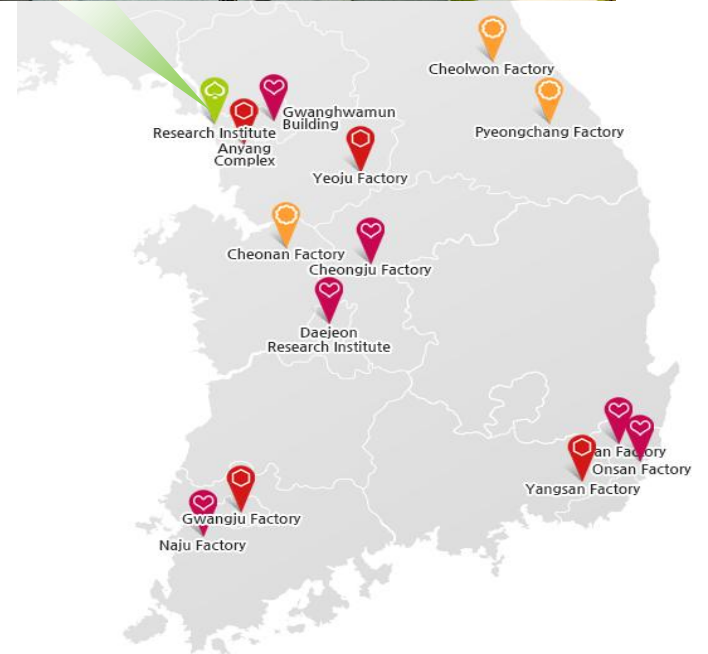 Cheolwon Factory
Pyeongchang Factory
Gwanghwamun
Building
Research Institute
Anyang
Complex
Yeoju Factory
Cheonan Factory
Cheongju Factory
Daejeon
Research Institute
Factory
Onsan Factory
Yangsan Factory
Gwangju Factory
Naju Factory